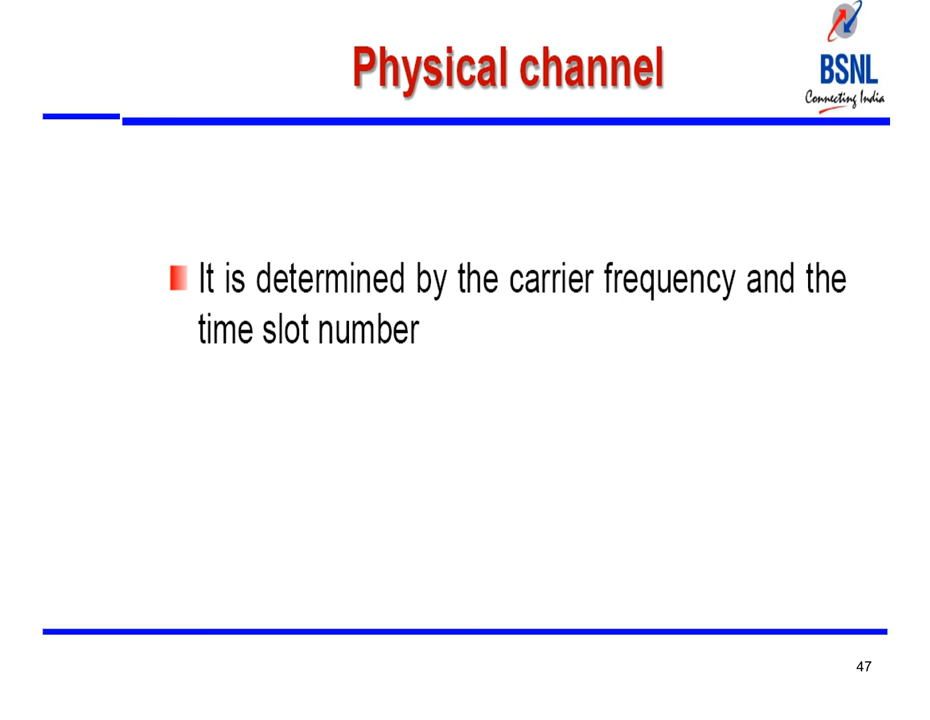 Physical channel
BSNL
Connecting India
It is determined by the carrier frequency and the
time slot number
47